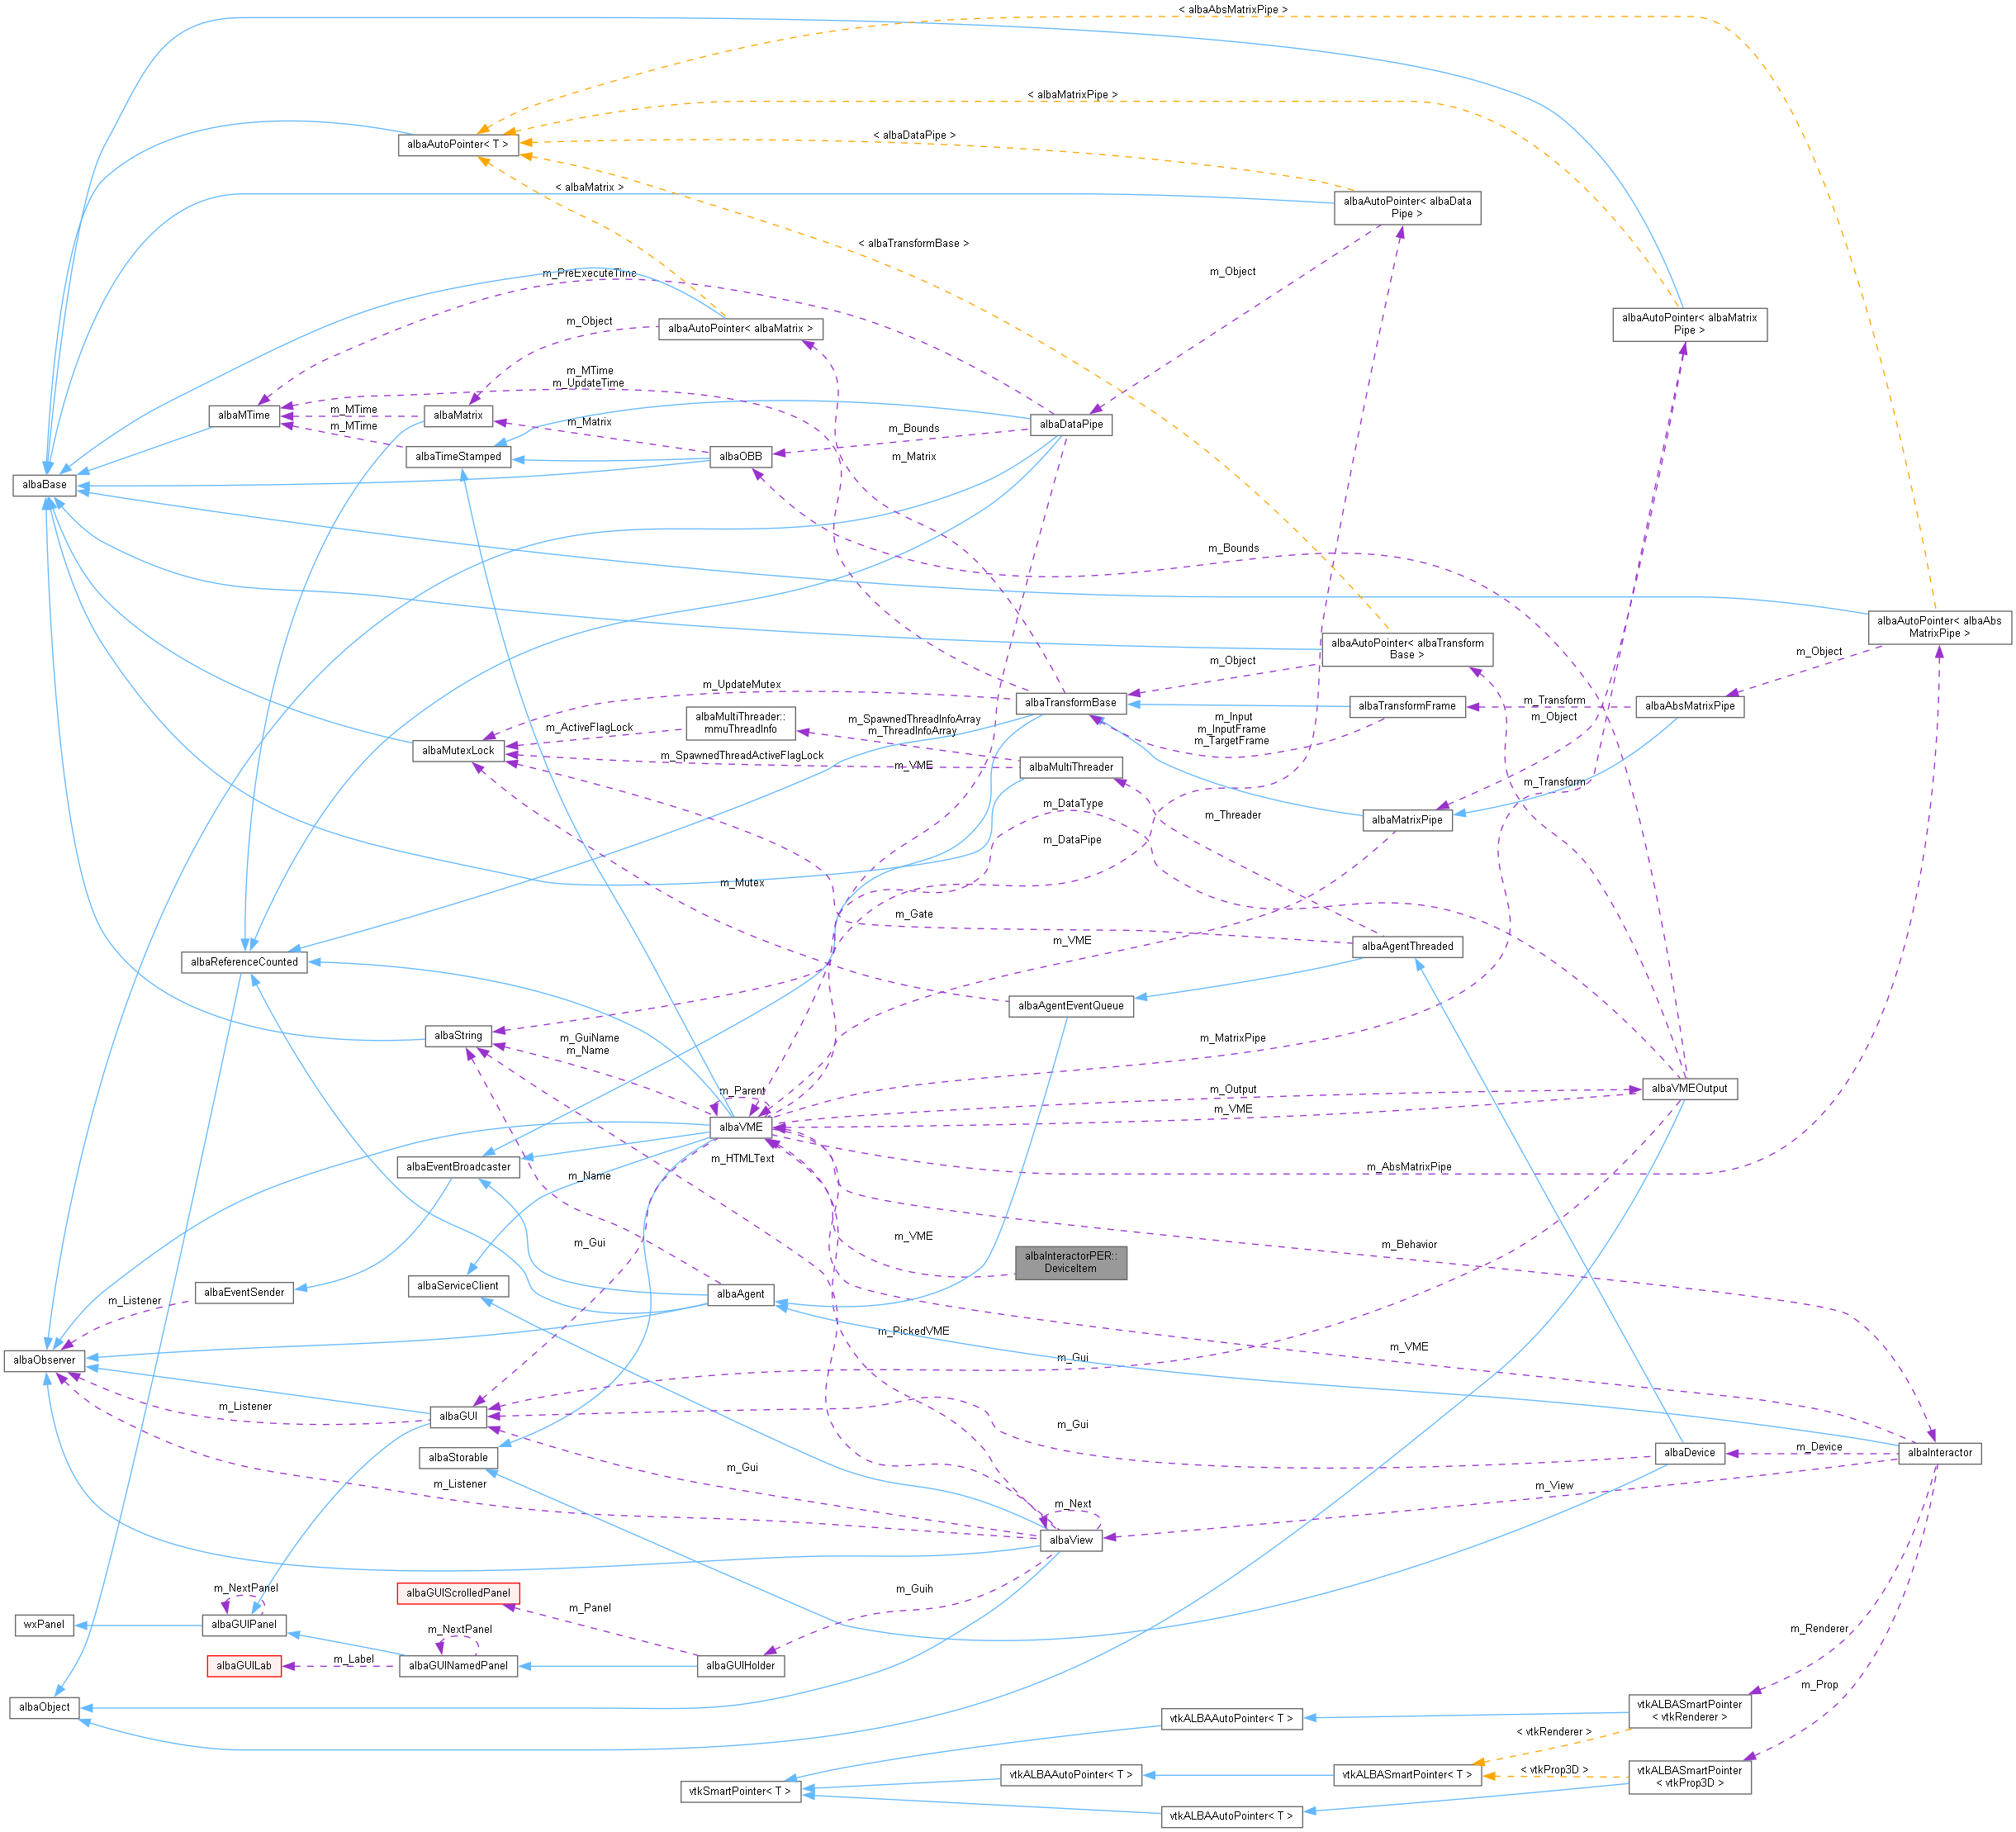 < albaAbsMatrixPipe >
< albaMatrixPipe >
< albaDataPipe >
albaAutoPointer< T >
< albaMatrix >
albaAutoPointer< albaData
Pipe >
< albaTransformBase >
m_PreExecuteTime
m_Object
m_Object
albaAutoPointer< albaMatrix >
albaAutoPointer< albaMatrix
Pipe >
m_MTime
m_UpdateTime
albaMTime
m_MTime
albaMatrix
m_MTime
m_Matrix
albaDataPipe
m_Bounds
albaTimeStamped
albaOBB
m_Matrix
albaBase
m_Bounds
albaAutoPointer< albaAbs
MatrixPipe >
albaAutoPointer< albaTransform
Base >
m_Object
m_Object
m_UpdateMutex
albaTransformBase
albaTransformFrame
m_Transform
albaAbsMatrixPipe
albaMultiThreader::
mmuThreadInfo
m_SpawnedThreadInfoArray
m_ThreadInfoArray
m_Input
m_InputFrame
m_TargetFrame
m_Object
m_ActiveFlagLock
albaMutexLock
m_SpawnedThreadActiveFlagLock
m_VME
albaMultiThreader
m_Transform
m_DataType
m_Threader
albaMatrixPipe
m_DataPipe
m_Mutex
m_Gate
m_VME
albaAgentThreaded
albaReferenceCounted
albaAgentEventQueue
albaString
m_GuiName
m_Name
m_MatrixPipe
m_Parent
m_Output
albaVMEOutput
m_VME
albaVME
m_HTMLText
albaEventBroadcaster
m_Name
m_AbsMatrixPipe
m_Gui
m_VME
m_Behavior
albaInteractorPER::
DeviceItem
albaServiceClient
albaEventSender
albaAgent
m_Listener
m_PickedVME
m_VME
albaObserver
m_Gui
m_Listener
albaGUI
m_Gui
albaDevice
m_Device
albaInteractor
albaStorable
m_Gui
m_Listener
m_View
m_Next
albaView
m_NextPanel
albaGUIScrolledPanel
m_Guih
m_Panel
wxPanel
albaGUIPanel
m_NextPanel
m_Renderer
m_Label
albaGUILab
albaGUINamedPanel
albaGUIHolder
m_Prop
albaObject
vtkALBASmartPointer
< vtkRenderer >
vtkALBAAutoPointer< T >
< vtkRenderer >
vtkALBAAutoPointer< T >
vtkALBASmartPointer< T >
< vtkProp3D >
vtkALBASmartPointer
< vtkProp3D >
vtkSmartPointer< T >
vtkALBAAutoPointer< T >